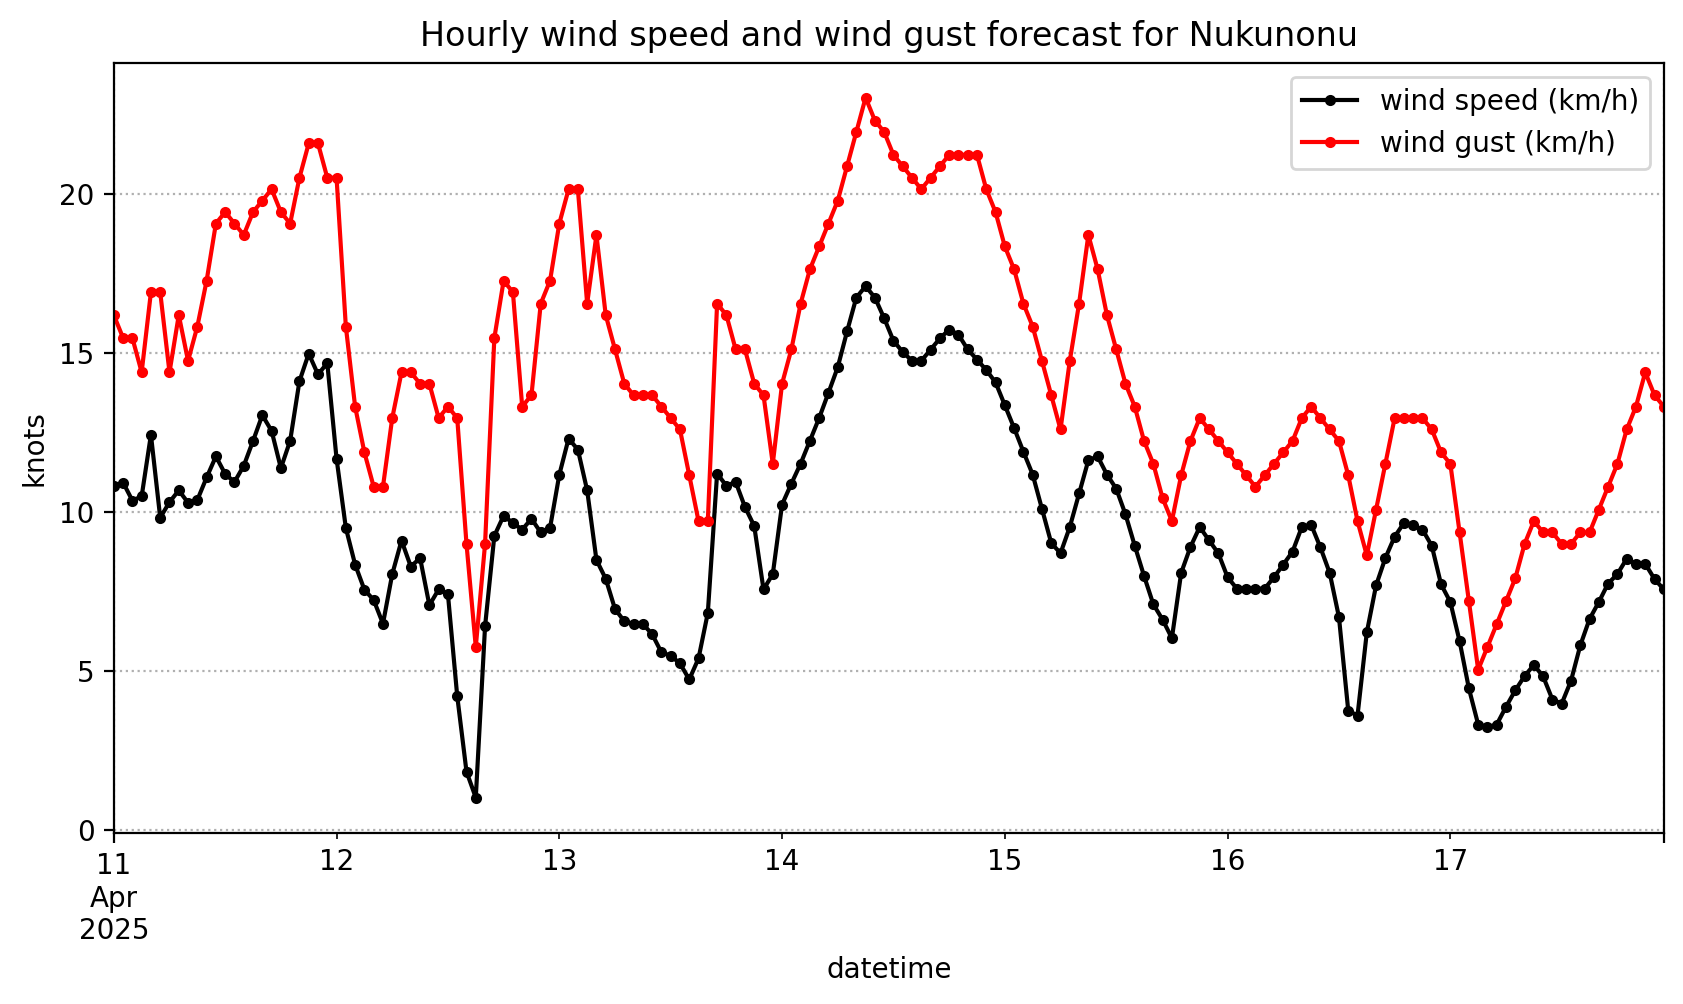 Hourly wind speed and wind gust forecast for Nukunonu
wind speed (km/h)
wind gust (km/h)
knots
20
15
10
5
0
11 12 13 14 15 16 17
Apr
2025
datetime